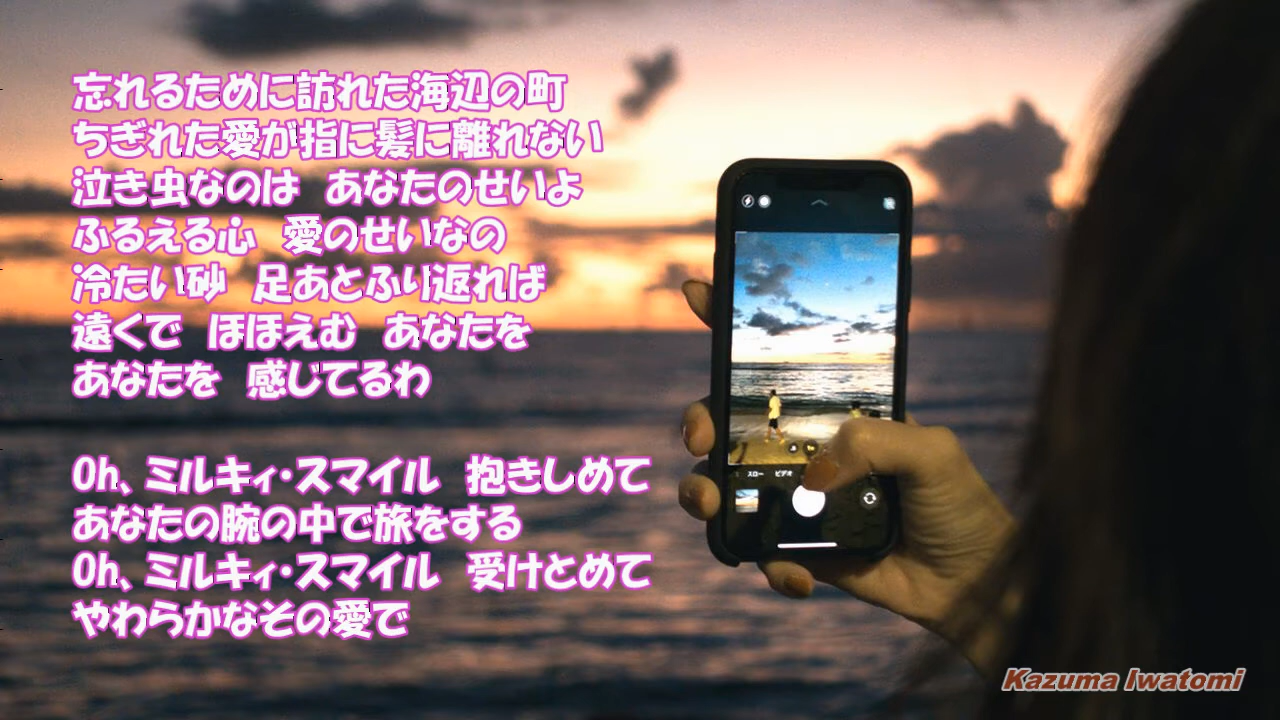 忘れるために訪れた海辺の町
ちぎれた愛が指に髪に離れない
泣き虫なのは　あなたのせいよ
ふるえる心　愛のせいなの
冷たい砂　足あとふり返れば
遠くで　ほほえむ　あなたを
あなたを　感じてるわ
Oh、ミルキィ・スマイル　抱きしめて
あなたの腕の中で旅をする
Oh、ミルキィ・スマイル　受けとめて
やわらかなその愛で
スロー　ビデオ
Kazuma Iwatomi